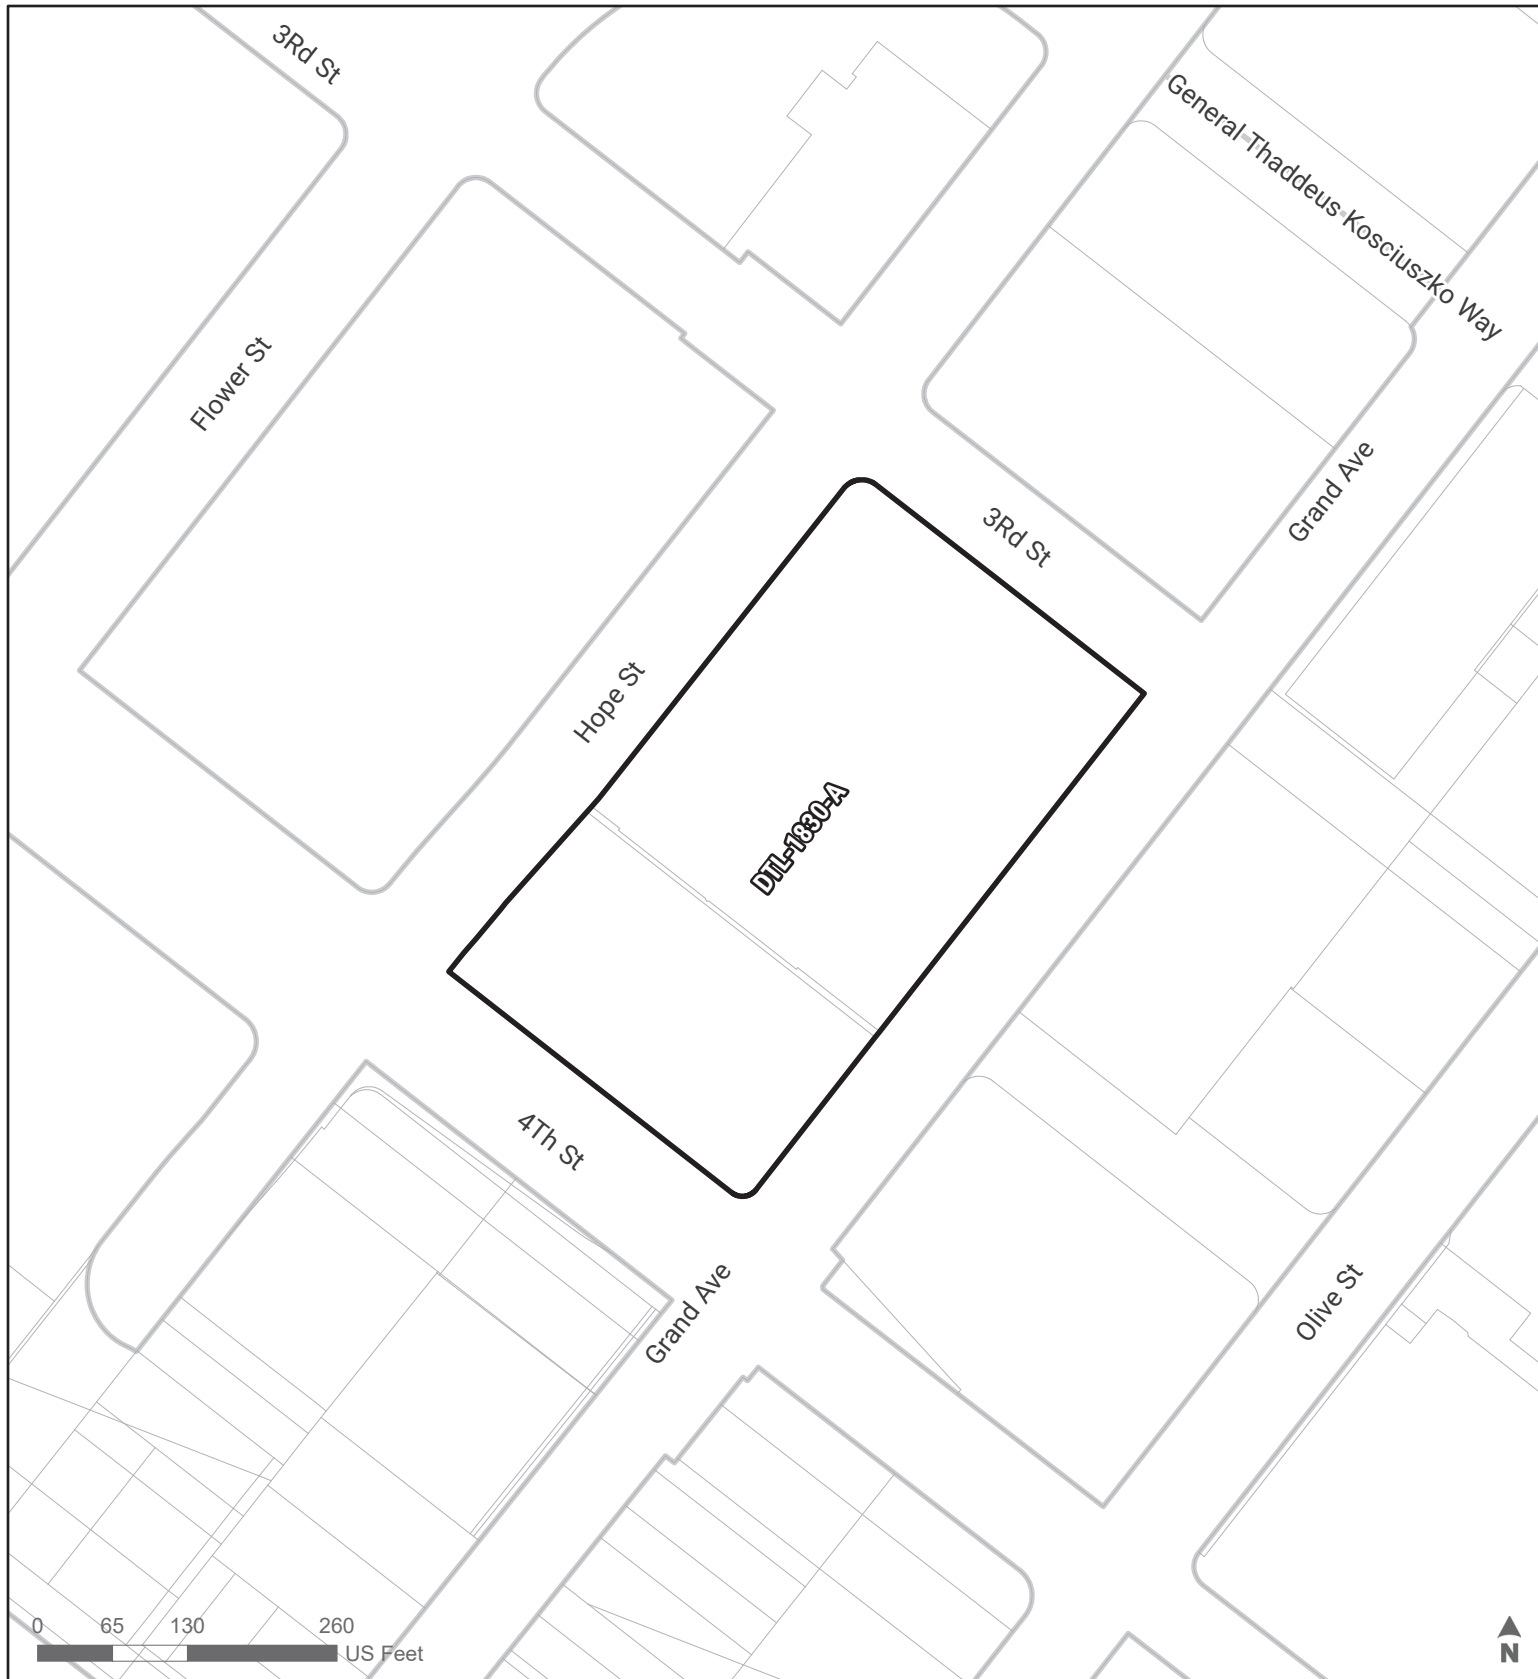 3Rd St
General Thaddeus Kosciuszko Way
Flower St
Grand Ave
3Rd St
Hope St
DTL-1830-A
4Th St
Grand Ave
Olive St
0 65 130 260
US Feet
N